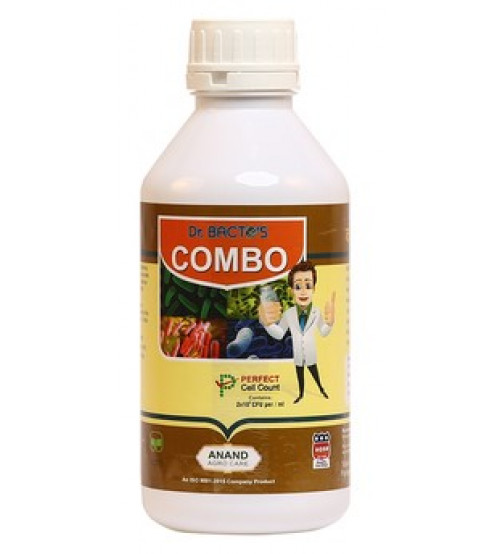 Dr. BACTO'S
COMBO
PERFECT
Cell Count
Contains.
2x10⁸ CFU per / ml
ANAND
AGRO CARE
An ISO 9001:2015 Company Product